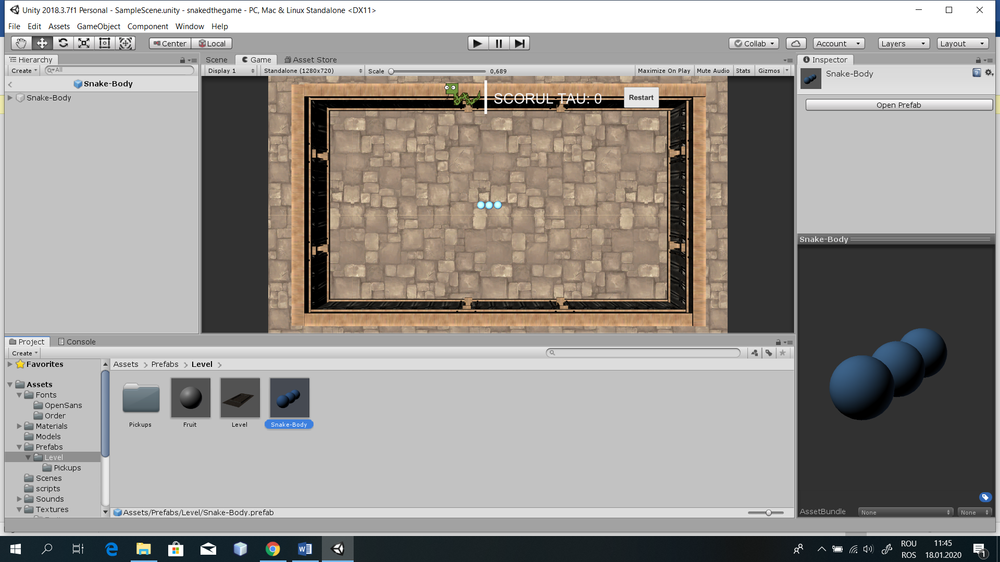 Unity 2018.3.7f1 Personal - SampleScene.unity - snakedthegame - PC, Mac & Linux Standalone <DX11>
File Edit Assets GameObject Component Window Help
Center Local Collab Account Layers Layout
Hierarchy
Create All
Snake-Body
Snake-Body
Scene Game Asset Store
Display 1 Standalone (1280x720) Scale 0,689 Maximize On Play Mute Audio Stats Gizmos
SCORUL TAU: 0
Restart
Inspector
Snake-Body
Open Prefab
Snake-Body
AssetBundle None None
Project Console
Create
Favorites
Assets
Fonts
OpenSans
Order
Materials
Models
Prefabs
Level
Pickups
Scenes
scripts
Sounds
Textures
Assets Prefabs Level
Pickups Fruit Level Snake-Body
Assets/Prefabs/Level/Snake-Body.prefab
ROU
ROS
11:45
18.01.2020
1